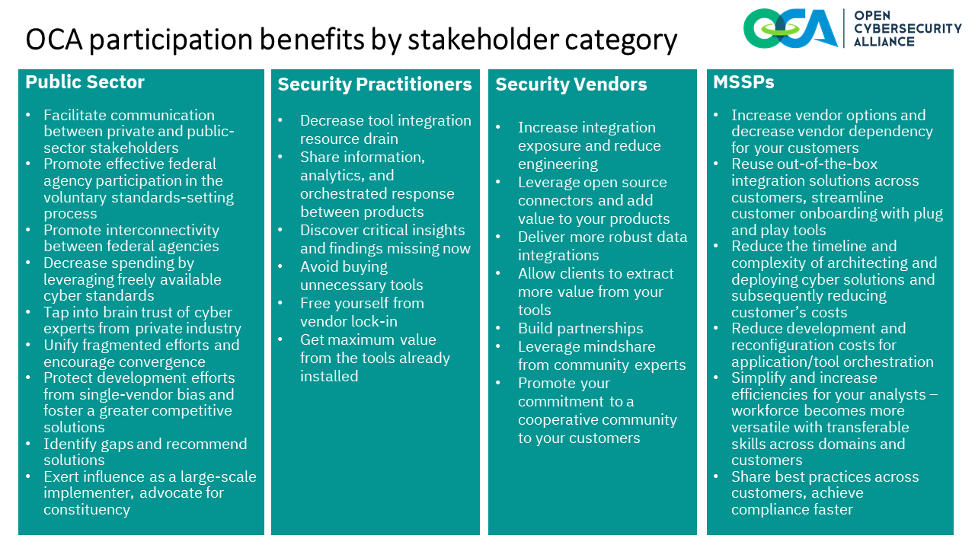 OCA participation benefits by stakeholder category
OCA
OPEN
CYBERSECURITY
ALLIANCE
Public Sector
• Facilitate communication
between private and public-
sector stakeholders
• Promote effective federal
agency participation in the
voluntary standards-setting
process
• Promote interconnectivity
between federal agencies
• Decrease spending by
leveraging freely available
cyber standards
• Tap into brain trust of cyber
experts from private industry
• Unify fragmented efforts and
encourage convergence
• Protect development efforts
from single-vendor bias and
foster a greater competitive
solutions
• Identify gaps and recommend
solutions
• Exert influence as a large-scale
implementer, advocate for
constituency
Security Practitioners
• Decrease tool integration
resource drain
• Share information,
analytics, and
orchestrated response
between products
• Discover critical insights
and findings missing now
• Avoid buying
unnecessary tools
• Free yourself from
vendor lock-in
• Get maximum value
from the tools already
installed
Security Vendors
• Increase integration
exposure and reduce
engineering
• Leverage open source
connectors and add
value to your products
• Deliver more robust data
integrations
• Allow clients to extract
more value from your
tools
• Build partnerships
• Leverage mindshare
from community experts
• Promote your
commitment to a
cooperative community
to your customers
MSSPs
• Increase vendor options and
decrease vendor dependency
for your customers
• Reuse out-of-the-box
integration solutions across
customers, streamline
customer onboarding with plug
and play tools
• Reduce the timeline and
complexity of architecting and
deploying cyber solutions and
subsequently reducing
customer's costs
• Reduce development and
reconfiguration costs for
application/tool orchestration
• Simplify and increase
efficiencies for your analysts –
workforce becomes more
versatile with transferable
skills across domains and
customers
• Share best practices across
customers, achieve
compliance faster